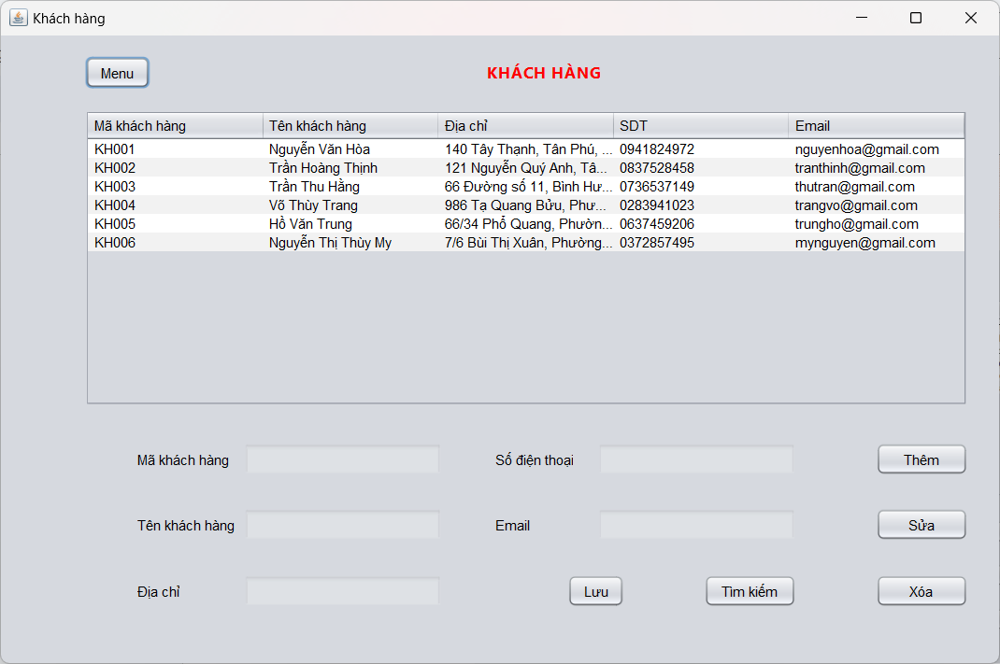 Khách hàng
Menu
KHÁCH HÀNG
Mã khách hàng Tên khách hàng Địa chỉ SDT Email
KH001 Nguyễn Văn Hòa 140 Tây Thạnh, Tân Phú, ... 0941824972 nguyenhoa@gmail.com
KH002 Trần Hoàng Thịnh 121 Nguyễn Quý Anh, Tâ... 0837528458 tranthinh@gmail.com
KH003 Trần Thu Hằng 66 Đường số 11, Bình Hư... 0736537149 thutran@gmail.com
KH004 Võ Thùy Trang 986 Tạ Quang Bửu, Phư... 0283941023 trangvo@gmail.com
KH005 Hồ Văn Trung 66/34 Phổ Quang, Phườn... 0637459206 trungho@gmail.com
KH006 Nguyễn Thị Thùy My 7/6 Bùi Thị Xuân, Phường... 0372857495 mynguyen@gmail.com
Mã khách hàng Số điện thoại Thêm
Tên khách hàng Email Sửa
Địa chỉ Lưu Tìm kiếm Xóa